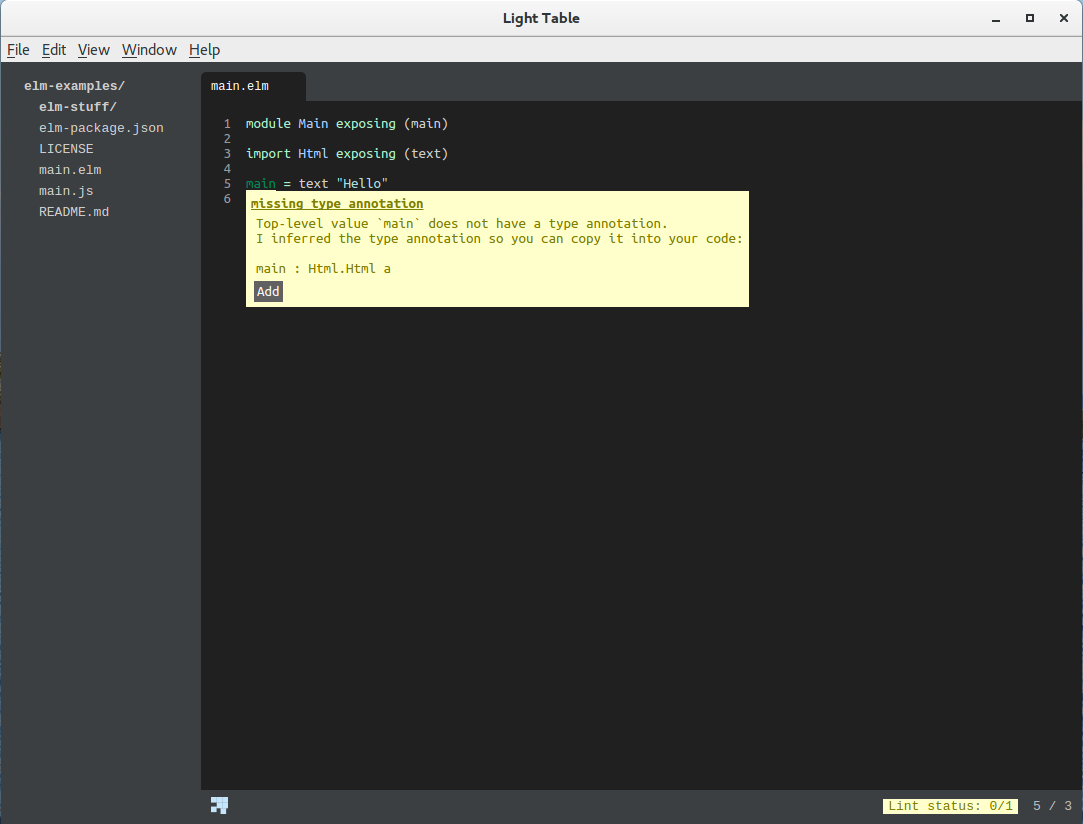 Light Table
File Edit View Window Help
elm-examples/
elm-stuff/
elm-package.json
LICENSE
main.elm
main.js
README.md
main.elm
1 module Main exposing (main)
2
3 import Html exposing (text)
4
5 main = text "Hello"
6
missing type annotation
Top-level value `main` does not have a type annotation.
I inferred the type annotation so you can copy it into your code:
main : Html.Html a
Add
Lint status: 0/1 5 / 3